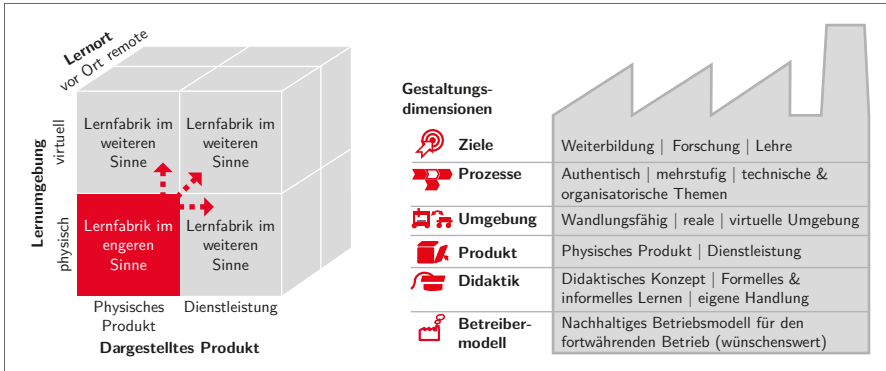 Lernort
vor Ort remote
Lernumgebung
virtuell
physisch
Lernfabrik im
weiteren
Sinne
Lernfabrik im
weiteren
Sinne
Lernfabrik im
engeren
Sinne
Lernfabrik im
weiteren
Sinne
Physisches
Produkt
Dienstleistung
Dargestelltes Produkt
Gestaltungs-
dimensionen
Ziele
Weiterbildung | Forschung | Lehre
Prozesse
Authentisch | mehrstufig | technische &
organisatorische Themen
Umgebung
Wandlungsfähig | reale | virtuelle Umgebung
Produkt
Physisches Produkt | Dienstleistung
Didaktik
Didaktisches Konzept | Formelles &
informelles Lernen | eigene Handlung
Betreiber-
modell
Nachhaltiges Betriebsmodell für den
fortwährenden Betrieb (wünschenswert)